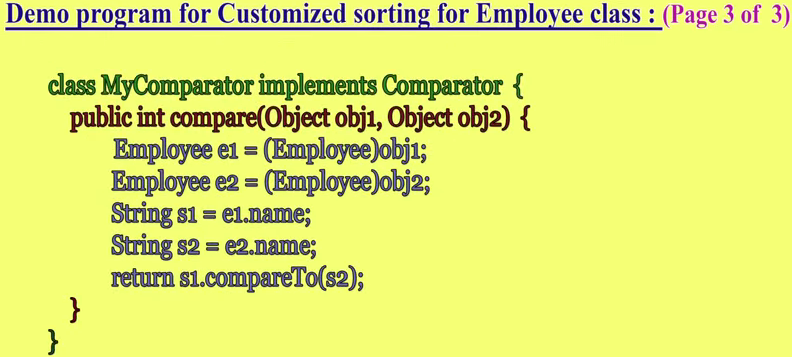 Demo program for Customized sorting for Employee class : (Page 3 of 3)
class MyComparator implements Comparator {
public int compare(Object obj1, Object obj2) {
Employee e1 = (Employee)obj1;
Employee e2 = (Employee)obj2;
String s1 = e1.name;
String s2 = e2.name;
return s1.compareTo(s2);
}
}